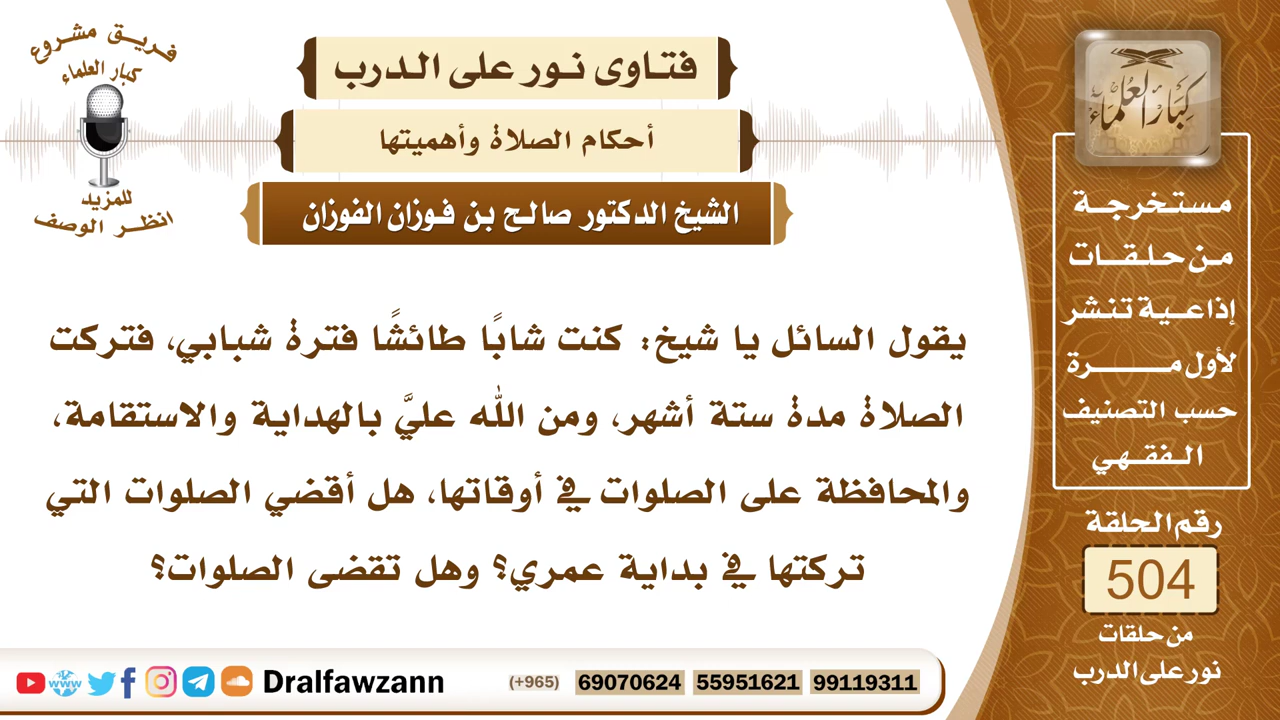 فريق مشروع
كبار العلماء
للمزيد
انظر الوصف
فتاوى نور على الدرب
أحكام الصلاة وأهميتها
الشيخ الدكتور صالح بن فوزان الفوزان
يقول السائل يا شيخ: كنت شابًا طائشًا فترة شبابي، فتركت
الصلاة مدة ستة أشهر، ومن الله عليَّ بالهداية والاستقامة،
والمحافظة على الصلوات في أوقاتها، هل أقضي الصلوات التي
تركتها في بداية عمري؟ وهل تقضى الصلوات؟
كبار العلماء
مستخرجة
من حلقات
إذاعية تنشر
لأول مرة
حسب التصنيف
الفقهي
رقم الحلقة
504
من حلقات
نور على الدرب
www
Dralfawzann (+965) 69070624 55951621 99119311